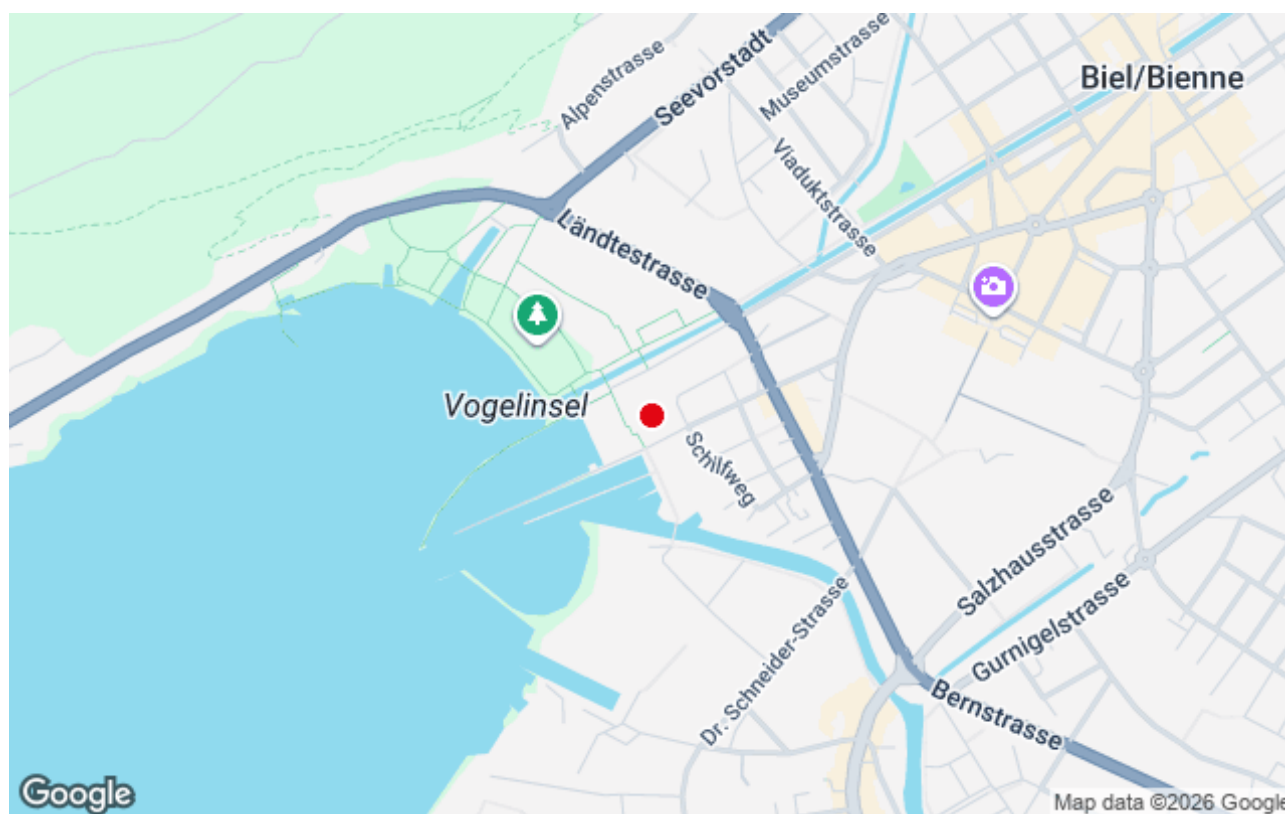 Alpenstrasse
Seevorstadt
Museumstrasse
Biel/Bienne
Viaduktstrasse
Ländtestrasse
Vogelinsel
Schilfweg
Salzhausstrasse
Gurnigelstrasse
Dr. Schneider-Strasse
Bernstrasse
Google
Map data ©2026 Google